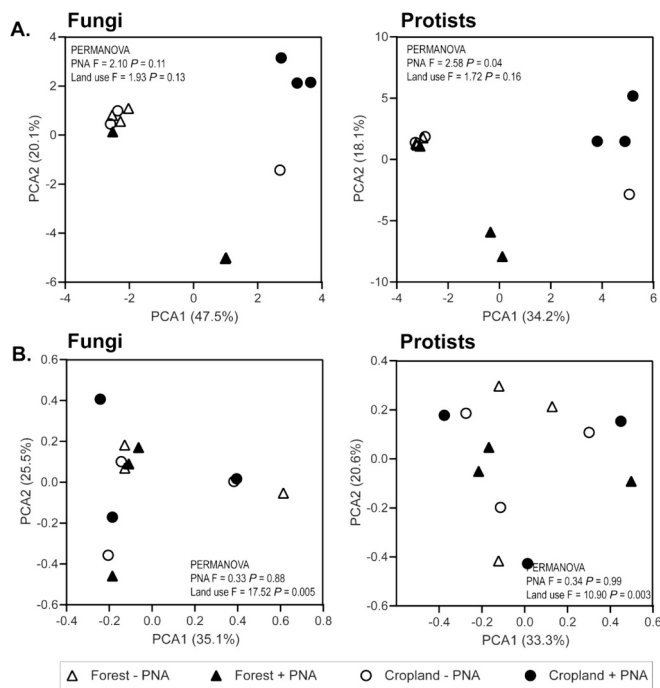 A.
Fungi
PERMANOVA
PNA F = 2.10 P = 0.11
Land use F = 1.93 P = 0.13
4
2
0
-2
-4
-6
PCA2 (20.1%)
-4 -2 0 2 4
PCA1 (47.5%)
Protists
PERMANOVA
PNA F = 2.58 P = 0.04
Land use F = 1.72 P = 0.16
10
5
0
-5
-10
PCA2 (18.1%)
-4 -2 0 2 4 6
PCA1 (34.2%)
B.
Fungi
0.6
0.4
0.2
0.0
-0.2
-0.4
-0.6
PCA2 (25.5%)
PERMANOVA
PNA F = 0.33 P = 0.88
Land use F = 17.52 P = 0.005
-0.4 -0.2 0.0 0.2 0.4 0.6 0.8
PCA1 (35.1%)
Protists
0.4
0.2
0.0
-0.2
-0.4
-0.6
PCA2 (20.6%)
PERMANOVA
PNA F = 0.34 P = 0.99
Land use F = 10.90 P = 0.003
-0.6 -0.4 -0.2 0.0 0.2 0.4 0.6
PCA1 (33.3%)
Forest - PNA Forest + PNA Cropland - PNA Cropland + PNA